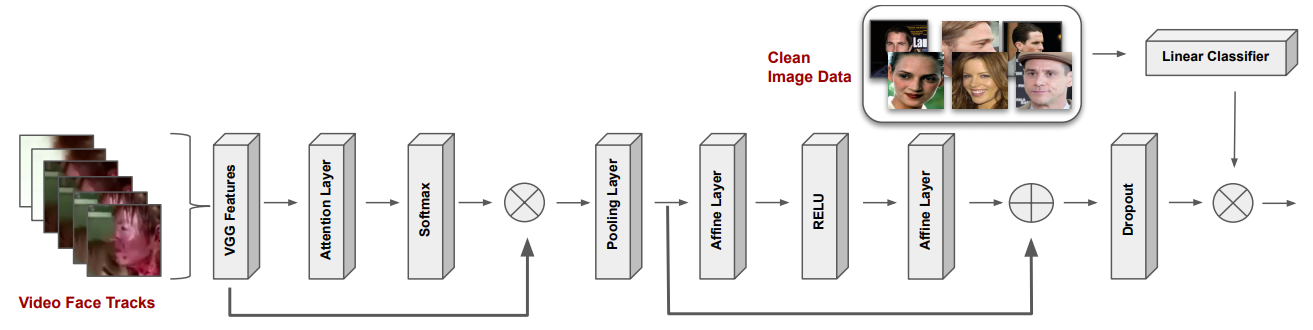 Clean
Image Data
Linear Classifier
VGG Features
Attention Layer
Softmax
Pooling Layer
Affine Layer
RELU
Affine Layer
Dropout
Video Face Tracks